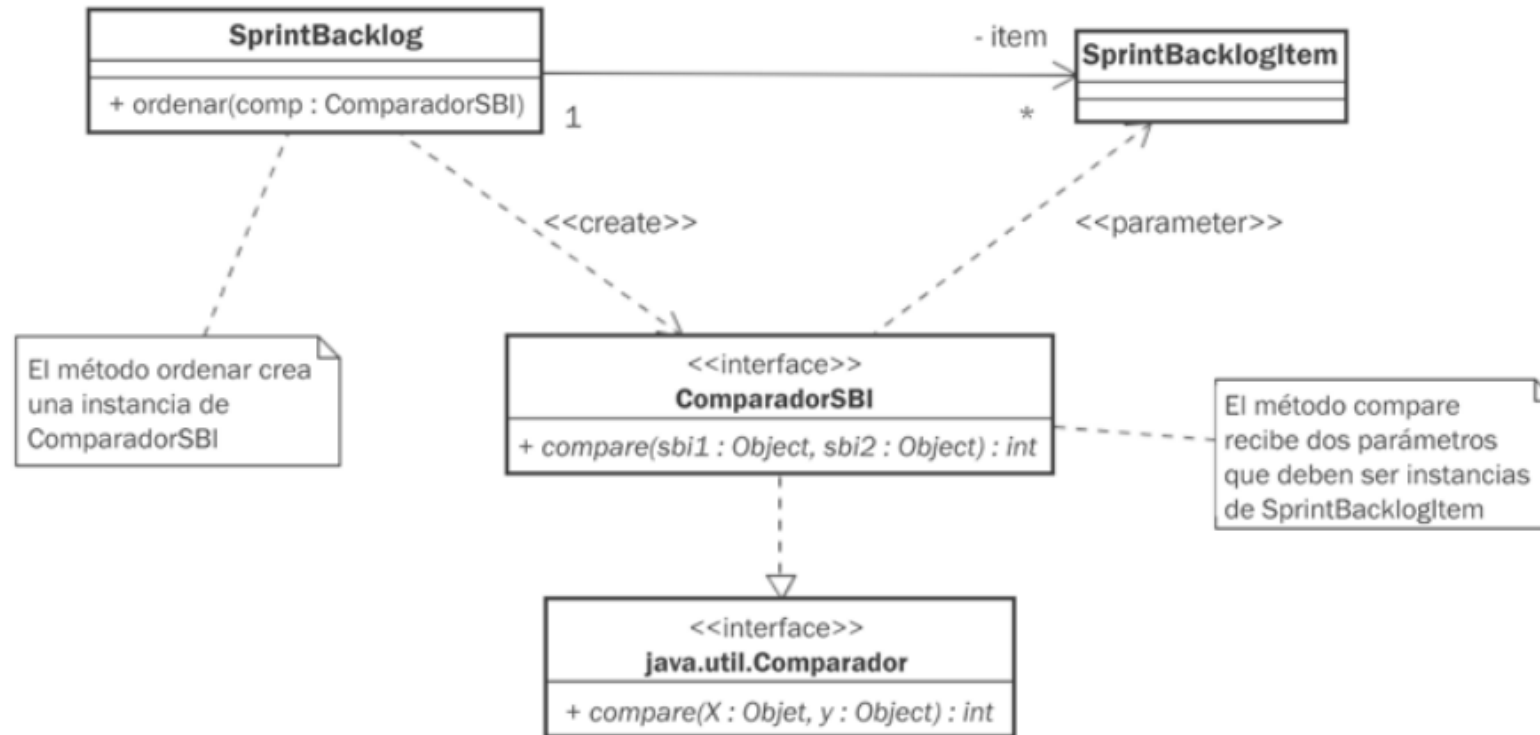 SprintBacklog
+ ordenar(comp : ComparadorSBI)
1
- item
*
SprintBacklogItem
<<create>>
<<parameter>>
El método ordenar crea
una instancia de
ComparadorSBI
<<interface>>
ComparadorSBI
+ compare(sbi1 : Object, sbi2 : Object) : int
El método compare
recibe dos parámetros
que deben ser instancias
de SprintBacklogItem
<<interface>>
java.util.Comparador
+ compare(X : Objet, y : Object) : int